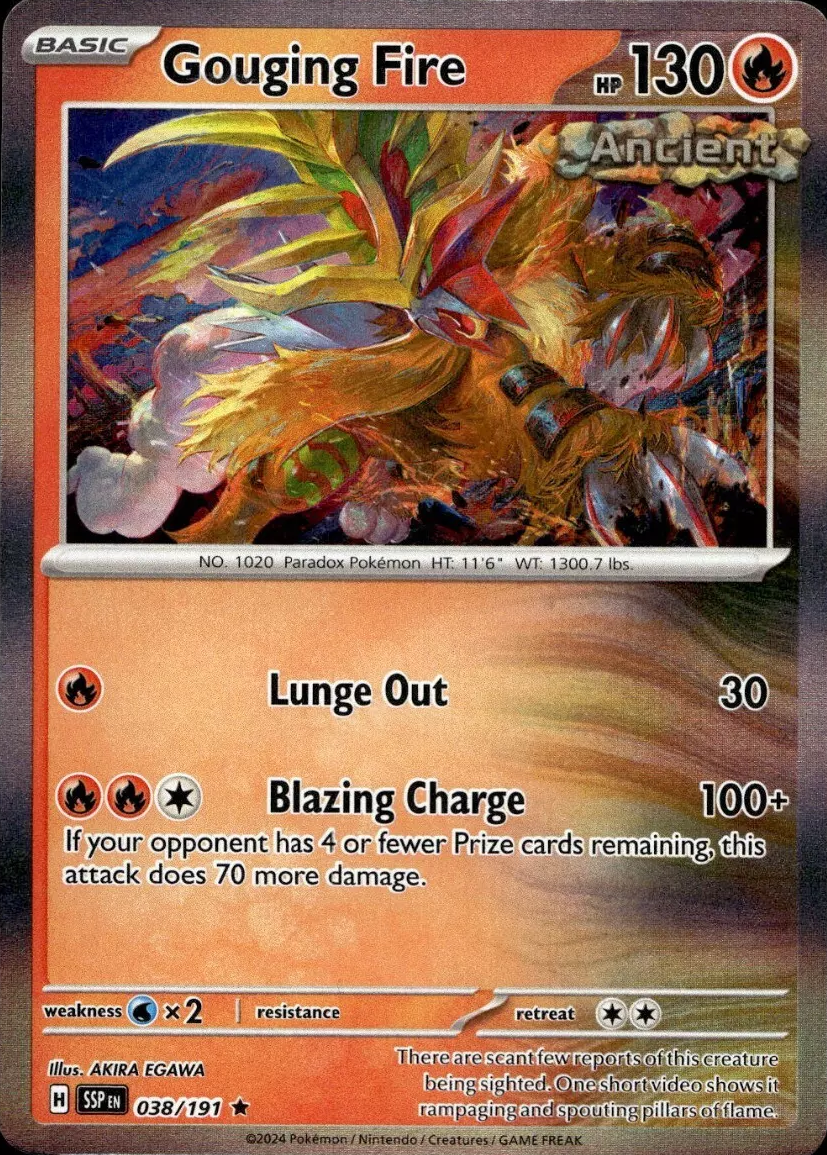 BASIC
Gouging Fire
HP 130
Ancient
NO. 1020 Paradox Pokémon HT: 11'6" WT: 1300.7 lbs.
Lunge Out 30
Blazing Charge 100+
If your opponent has 4 or fewer Prize cards remaining, this
attack does 70 more damage.
weakness ×2 resistance retreat
Illus. AKIRA EGAWA
H SSP EN 038/191
There are scant few reports of this creature
being sighted. One short video shows it
rampaging and spouting pillars of flame.
©2024 Pokémon / Nintendo / Creatures / GAME FREAK